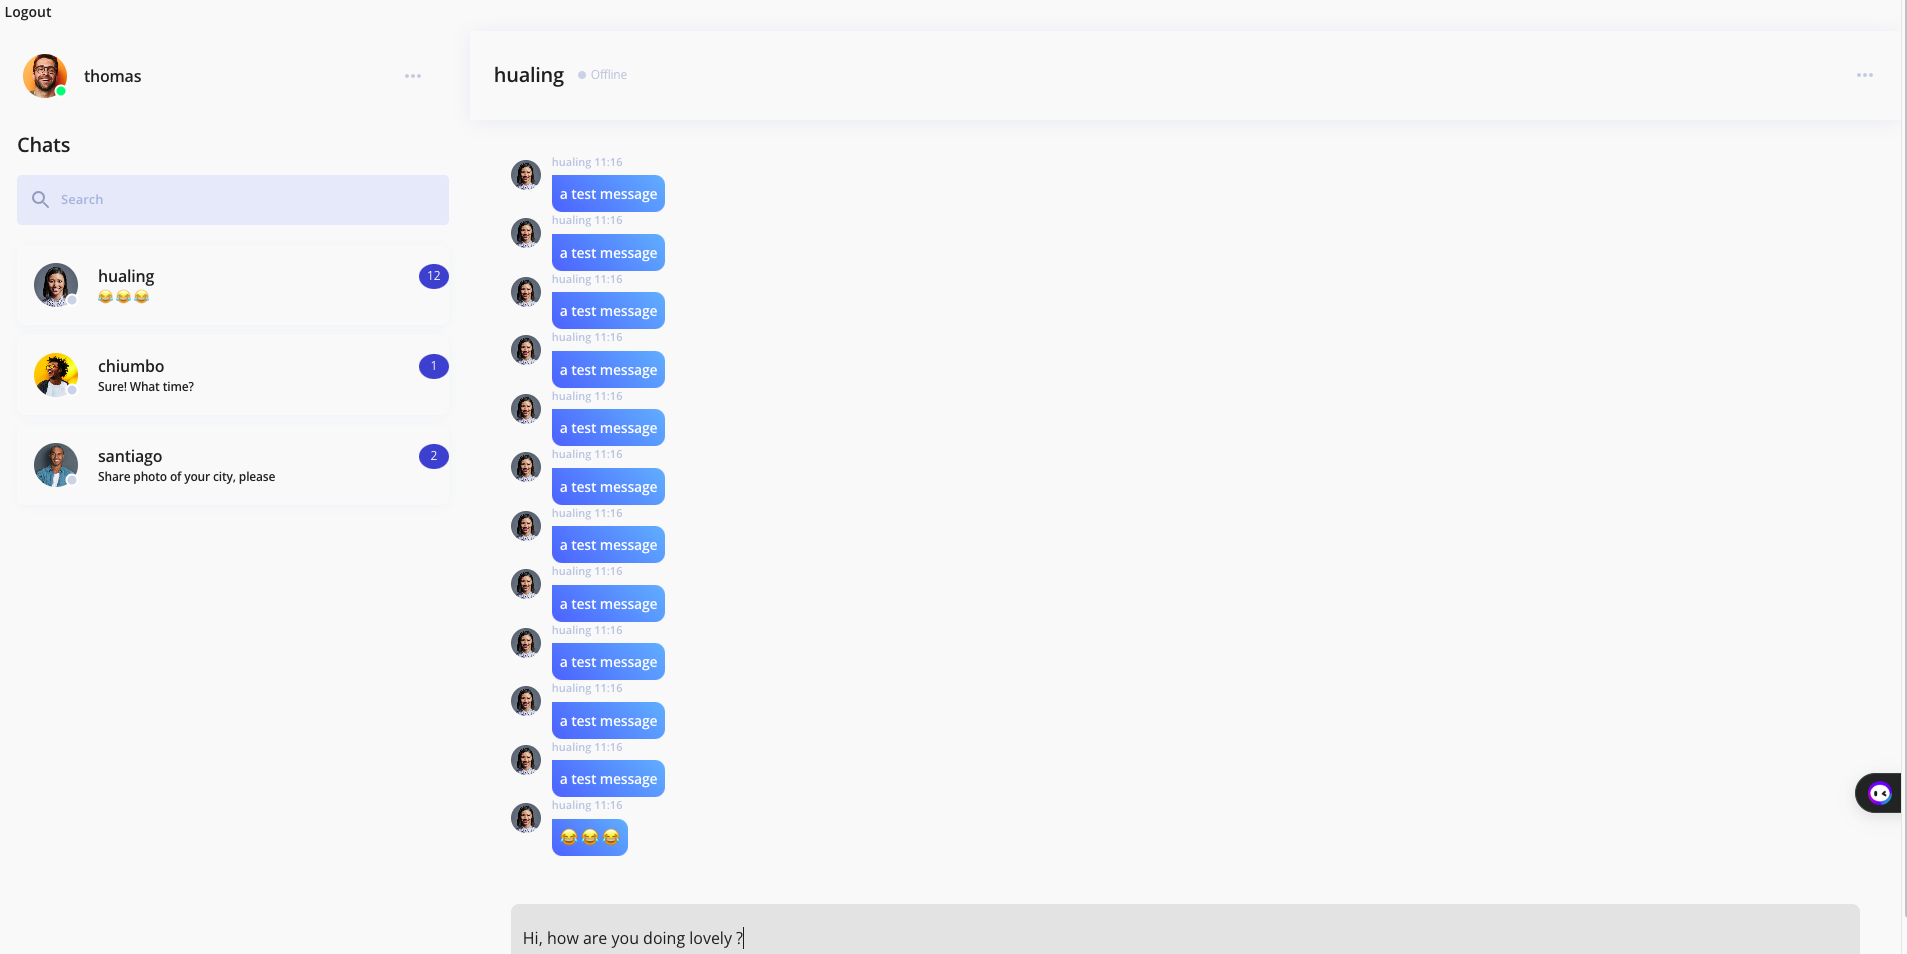 Logout
thomas
Chats
Search
hualing
12
😂😂😂
chiumbo
1
Sure! What time?
santiago
2
Share photo of your city, please
hualing
Offline
hualing 11:16
a test message
hualing 11:16
a test message
hualing 11:16
a test message
hualing 11:16
a test message
hualing 11:16
a test message
hualing 11:16
a test message
hualing 11:16
a test message
hualing 11:16
a test message
hualing 11:16
a test message
hualing 11:16
a test message
hualing 11:16
a test message
hualing 11:16
😂😂😂
Hi, how are you doing lovely ?